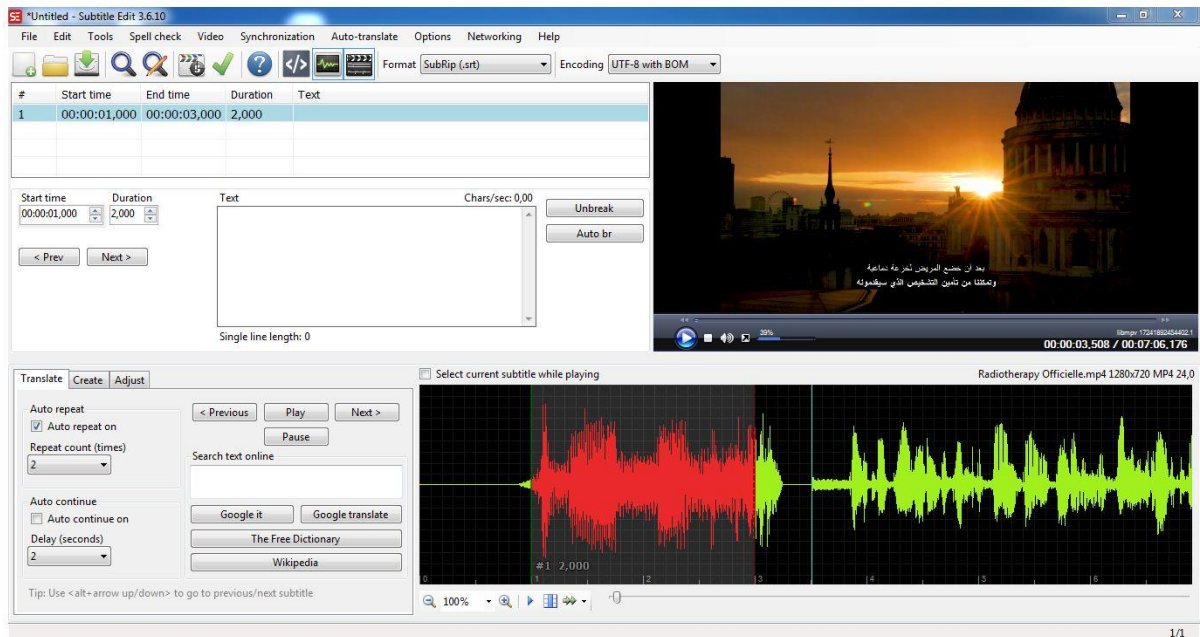 *Untitled - Subtitle Edit 3.6.10
File Edit Tools Spell check Video Synchronization Auto-translate Options Networking Help
Format SubRip (.srt) Encoding UTF-8 with BOM
# Start time End time Duration Text
1 00:00:01,000 00:00:03,000 2,000
Start time Duration Text Chars/sec: 0,00
00:00:01,000 2,000
Unbreak
Auto br
< Prev Next >
Single line length: 0
بعد أن خضع المريض لخزعة دماغية
وتمكننا من تأمين التشخيص الذي سيقدمونه
39%
libmpv 17241892454402.1
00:00:03,508 / 00:07:06,176
Translate Create Adjust
Select current subtitle while playing
Radiotherapy Officielle.mp4 1280x720 MP4 24,0
Auto repeat
Auto repeat on
Repeat count (times)
2
< Previous Play Next >
Pause
Search text online
Auto continue
Auto continue on
Delay (seconds)
2
Google it Google translate
The Free Dictionary
Wikipedia
Tip: Use <alt+arrow up/down> to go to previous/next subtitle
#1 2,000
0 1 2 3 4 5 6
100%
1/1